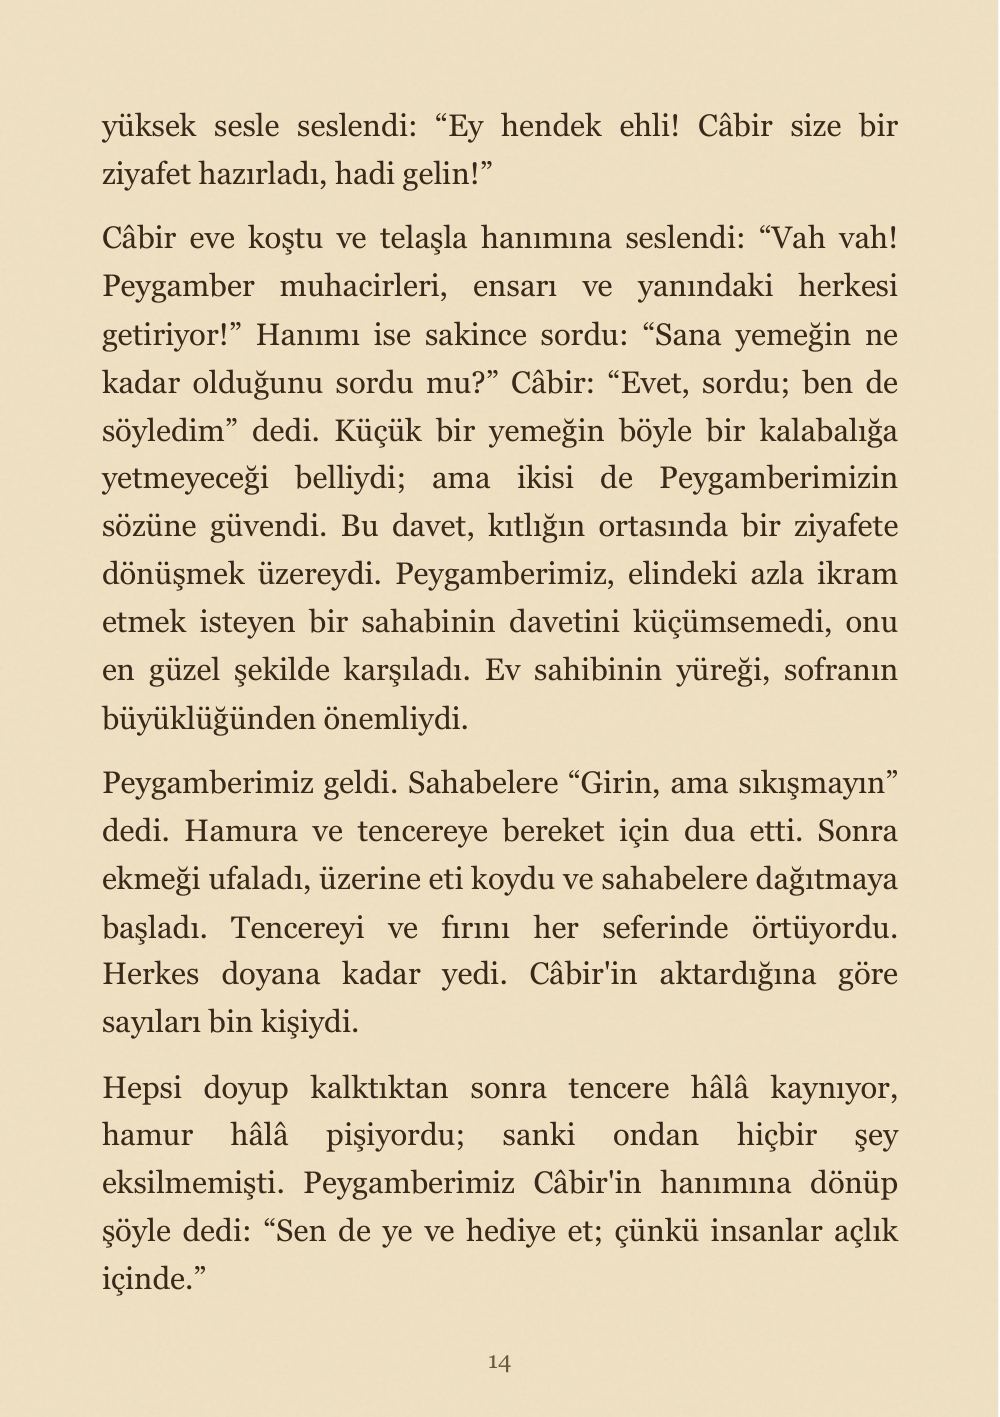 yüksek sesle seslendi: “Ey hendek ehli! Câbir size bir
ziyafet hazırladı, hadi gelin!”
Câbir eve koştu ve telaşla hanımına seslendi: “Vah vah!
Peygamber muhacirleri, ensarı ve yanındaki herkesi
getiriyor!” Hanımı ise sakince sordu: “Sana yemeğin ne
kadar olduğunu sordu mu?” Câbir: “Evet, sordu; ben de
söyledim” dedi. Küçük bir yemeğin böyle bir kalabalığa
yetmeyeceği belliydi; ama ikisi de Peygamberimizin
sözüne güvendi. Bu davet, kıtlığın ortasında bir ziyafete
dönüşmek üzereydi. Peygamberimiz, elindeki azla ikram
etmek isteyen bir sahabinin davetini küçümsemedi, onu
en güzel şekilde karşıladı. Ev sahibinin yüreği, sofranın
büyüklüğünden önemliydi.
Peygamberimiz geldi. Sahabelere “Girin, ama sıkışmayın”
dedi. Hamura ve tencereye bereket için dua etti. Sonra
ekmeği ufaladı, üzerine eti koydu ve sahabelere dağıtmaya
başladı. Tencereyi ve fırını her seferinde örtüyordu.
Herkes doyana kadar yedi. Câbir'in aktardığına göre
sayıları bin kişiydi.
Hepsi doyup kalktıktan sonra tencere hâlâ kaynıyor,
hamur hâlâ pişiyordu; sanki ondan hiçbir şey
eksilmemişti. Peygamberimiz Câbir'in hanımına dönüp
şöyle dedi: “Sen de ye ve hediye et; çünkü insanlar açlık
içinde.”
14